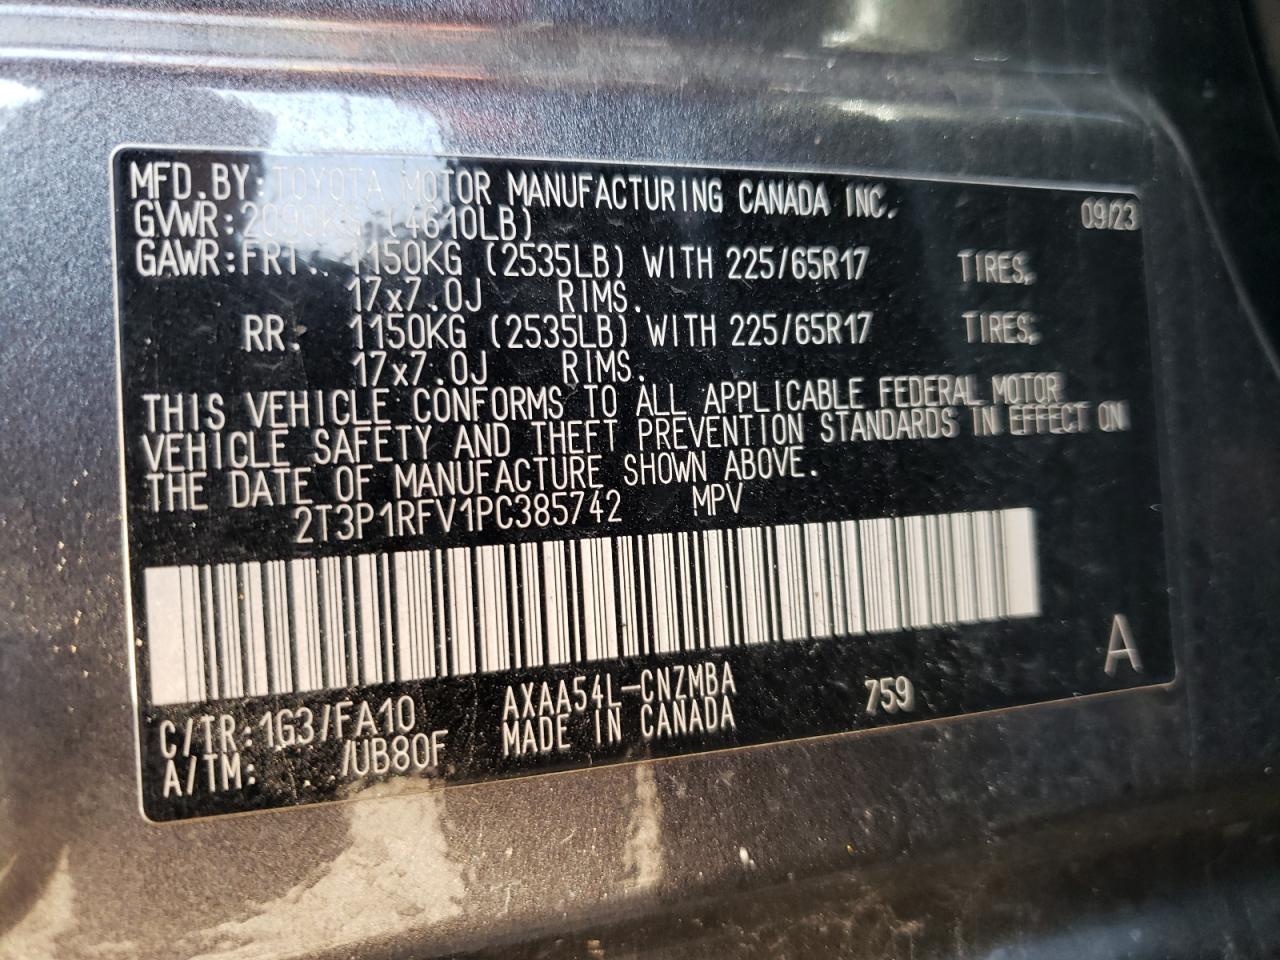 MFD.BY:TOYOTA MOTOR MANUFACTURING CANADA INC. 09/23
GVWR:2090KG (4610LB)
GAWR:FRT. 1150KG (2535LB) WITH 225/65R17 TIRES,
17x7.0J RIMS.
RR: 1150KG (2535LB) WITH 225/65R17 TIRES,
17x7.0J RIMS.
THIS VEHICLE CONFORMS TO ALL APPLICABLE FEDERAL MOTOR
VEHICLE SAFETY AND THEFT PREVENTION STANDARDS IN EFFECT ON
THE DATE OF MANUFACTURE SHOWN ABOVE.
2T3P1RFV1PC385742 MPV
A
C/TR:1G3/FA10 AXAA54L-CNZMBA 759
A/TM: /UB80F MADE IN CANADA